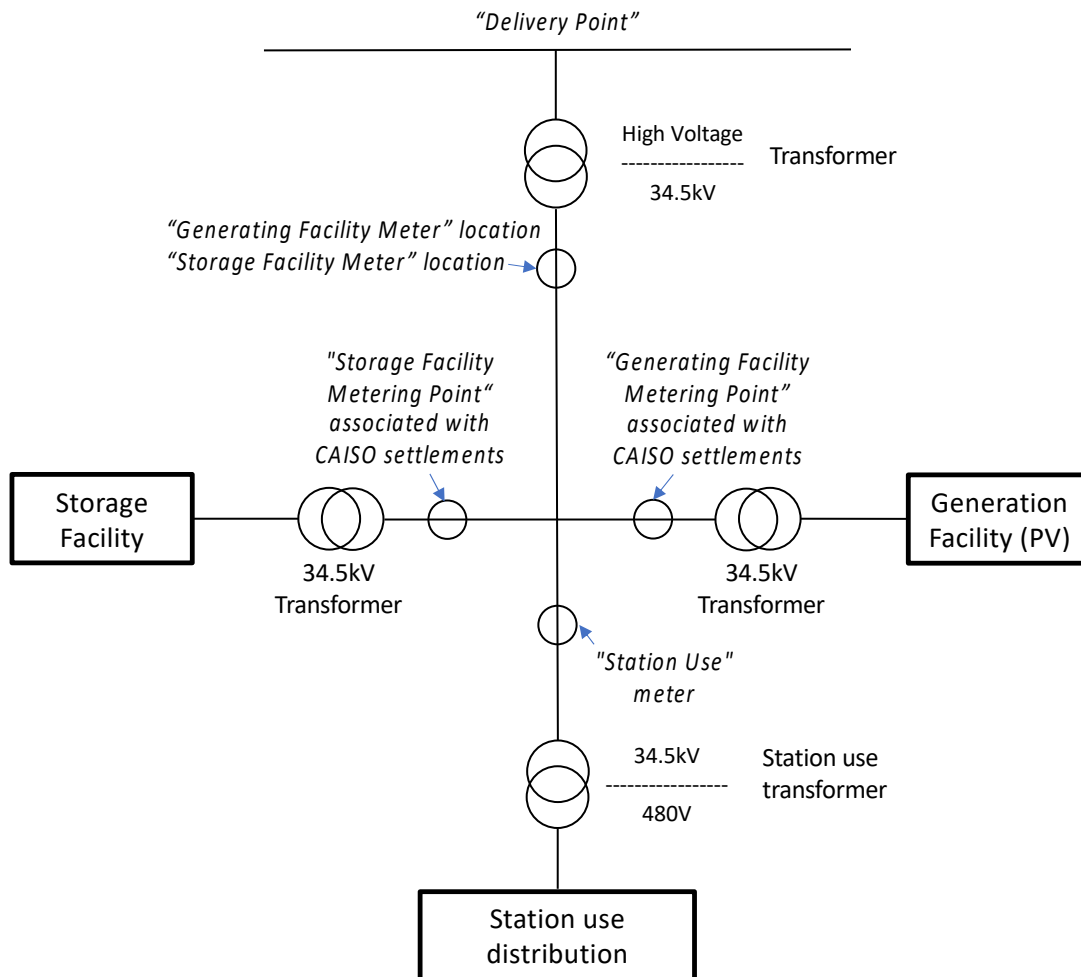 “Delivery Point”
High Voltage
-----------------
34.5kV
Transformer
“Generating Facility Meter” location
“Storage Facility Meter” location
"Storage Facility
Metering Point“
associated with
CAISO settlements
“Generating Facility
Metering Point”
associated with
CAISO settlements
Storage
Facility
34.5kV
Transformer
34.5kV
Transformer
Generation
Facility (PV)
"Station Use"
meter
34.5kV
-----------------
480V
Station use
transformer
Station use
distribution